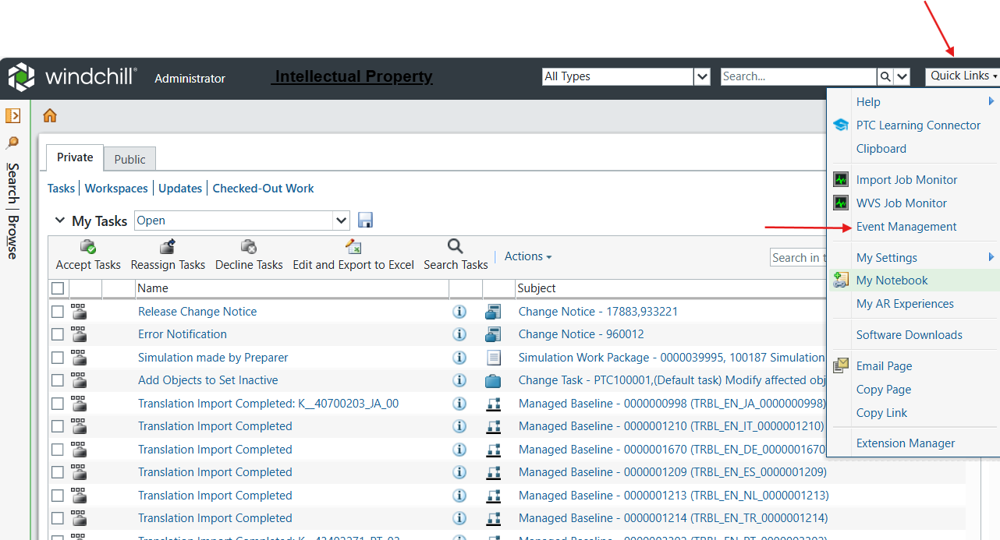 windchill® Administrator Intellectual Property All Types Search... Quick Links
Search | Browse
Private Public
Tasks Workspaces Updates Checked-Out Work
My Tasks Open
Accept Tasks Reassign Tasks Decline Tasks Edit and Export to Excel Search Tasks Actions Search in t
Name Subject
Release Change Notice Change Notice - 17883,933221
Error Notification Change Notice - 960012
Simulation made by Preparer Simulation Work Package - 0000039995, 100187 Simulation
Add Objects to Set Inactive Change Task - PTC100001,(Default task) Modify affected obj
Translation Import Completed: K__40700203_JA_00 Managed Baseline - 0000000998 (TRBL_EN_JA_0000000998)
Translation Import Completed Managed Baseline - 0000001210 (TRBL_EN_IT_0000001210)
Translation Import Completed Managed Baseline - 0000001670 (TRBL_EN_DE_0000001670
Translation Import Completed Managed Baseline - 0000001209 (TRBL_EN_ES_0000001209)
Translation Import Completed Managed Baseline - 0000001213 (TRBL_EN_NL_0000001213)
Translation Import Completed Managed Baseline - 0000001214 (TRBL_EN_TR_0000001214)
Help
PTC Learning Connector
Clipboard
Import Job Monitor
WVS Job Monitor
Event Management
My Settings
My Notebook
My AR Experiences
Software Downloads
Email Page
Copy Page
Copy Link
Extension Manager